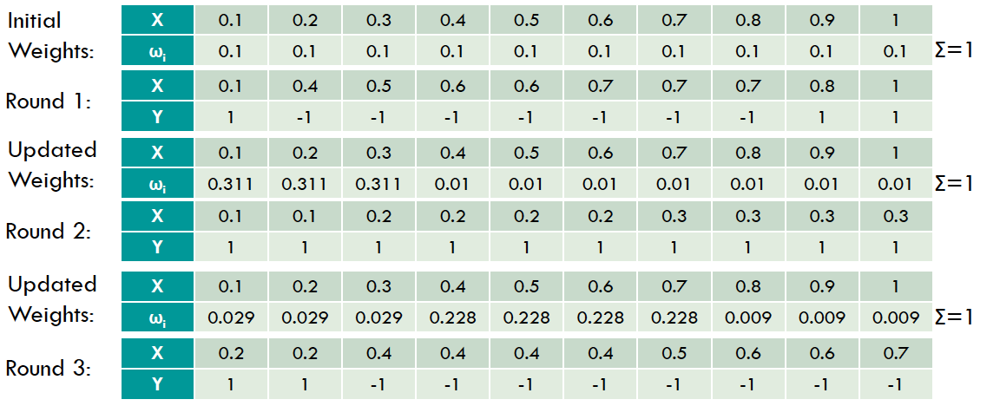 Initial Weights:
X 0.1 0.2 0.3 0.4 0.5 0.6 0.7 0.8 0.9 1
ωi 0.1 0.1 0.1 0.1 0.1 0.1 0.1 0.1 0.1 0.1 Σ=1
Round 1:
X 0.1 0.4 0.5 0.6 0.6 0.7 0.7 0.7 0.8 1
Y 1 -1 -1 -1 -1 -1 -1 -1 1 1
Updated Weights:
X 0.1 0.2 0.3 0.4 0.5 0.6 0.7 0.8 0.9 1
ωi 0.311 0.311 0.311 0.01 0.01 0.01 0.01 0.01 0.01 0.01 Σ=1
Round 2:
X 0.1 0.1 0.2 0.2 0.2 0.2 0.3 0.3 0.3 0.3
Y 1 1 1 1 1 1 1 1 1 1
Updated Weights:
X 0.1 0.2 0.3 0.4 0.5 0.6 0.7 0.8 0.9 1
ωi 0.029 0.029 0.029 0.228 0.228 0.228 0.228 0.009 0.009 0.009 Σ=1
Round 3:
X 0.2 0.2 0.4 0.4 0.4 0.4 0.5 0.6 0.6 0.7
Y 1 1 -1 -1 -1 -1 -1 -1 -1 -1